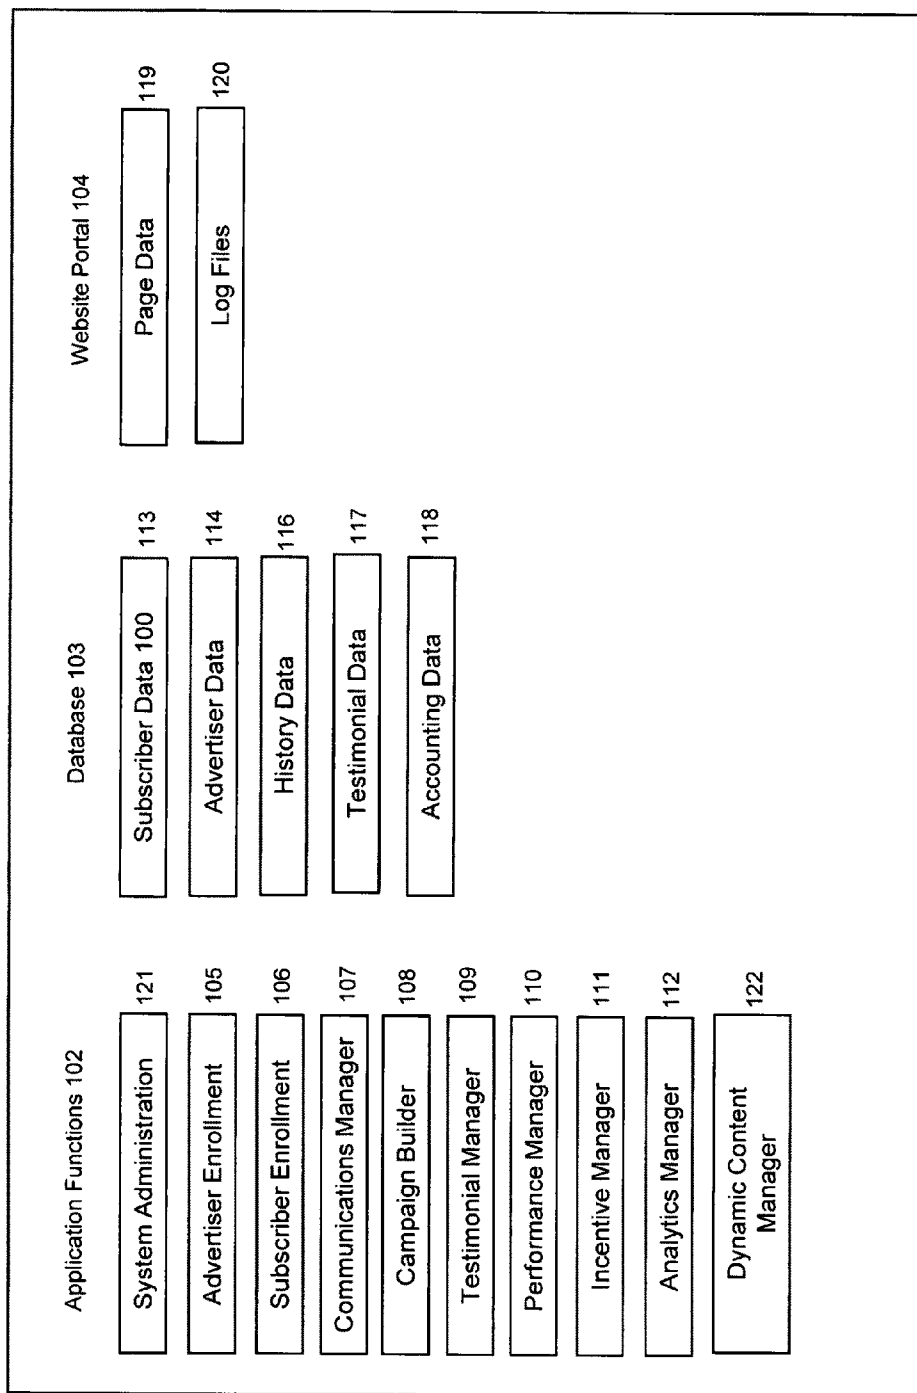 Application Functions 102
System Administration 121
Advertiser Enrollment 105
Subscriber Enrollment 106
Communications Manager 107
Campaign Builder 108
Testimonial Manager 109
Performance Manager 110
Incentive Manager 111
Analytics Manager 112
Dynamic Content 122
Manager
Database 103
Subscriber Data 100 113
Advertiser Data 114
History Data 116
Testimonial Data 117
Accounting Data 118
Website Portal 104
Page Data 119
Log Files 120